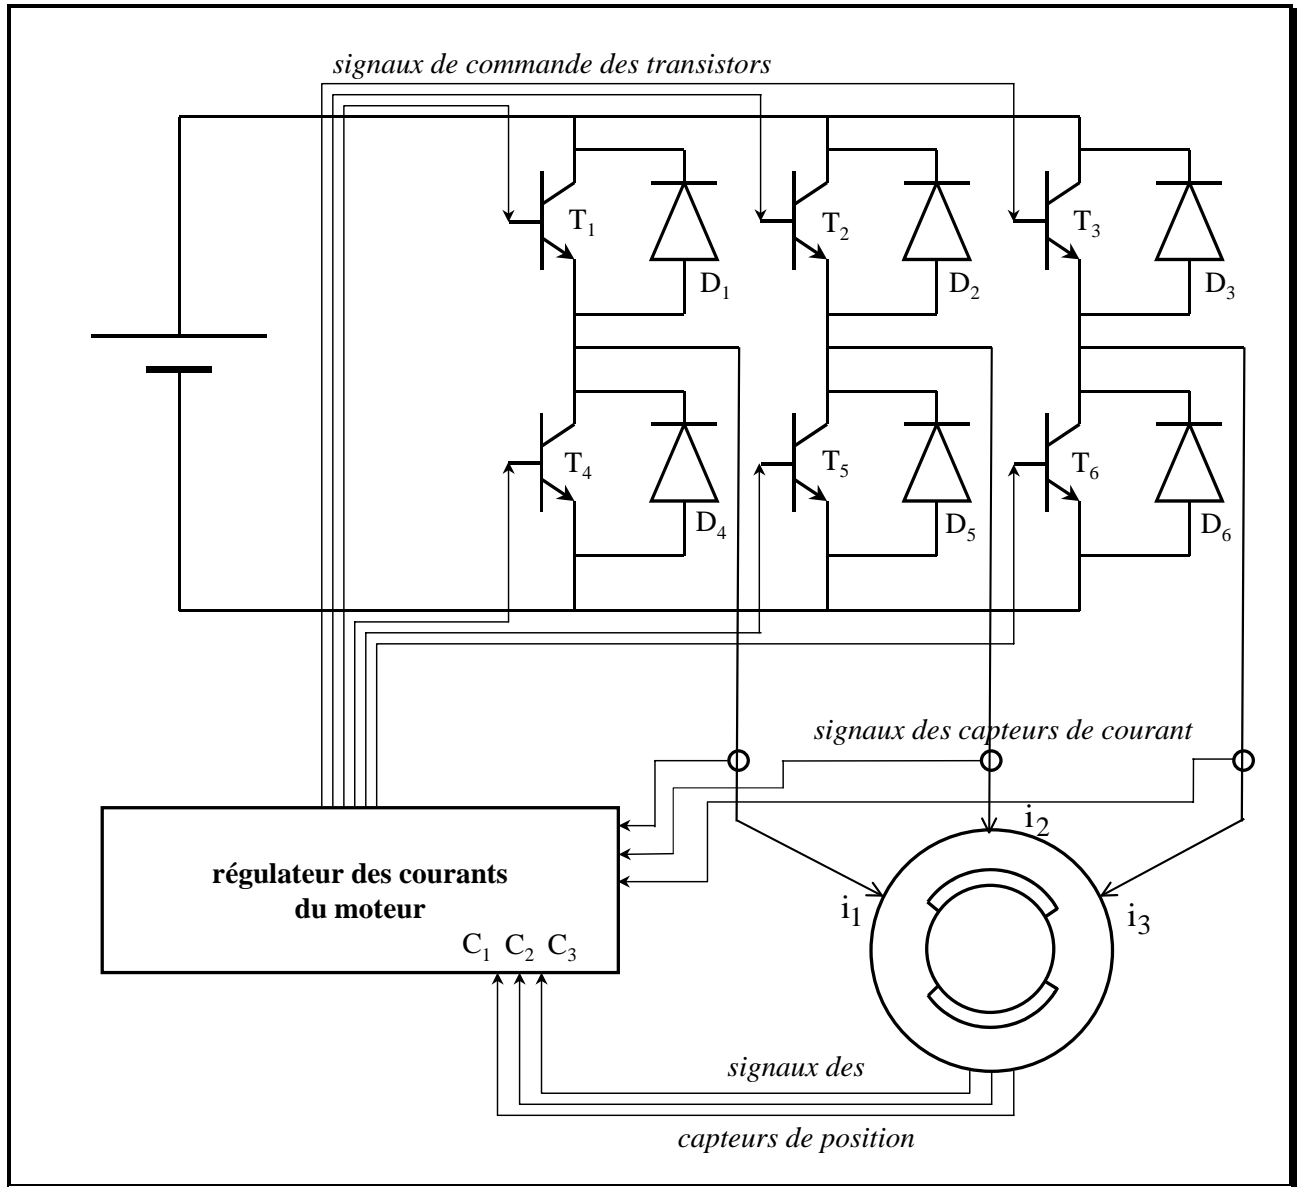 signaux de commande des transistors
T1
T2
T3
D1
D2
D3
T4
T5
T6
D4
D5
D6
signaux des capteurs de courant
i2
régulateur des courants
du moteur
i1
i3
C1 C2 C3
signaux des
capteurs de position